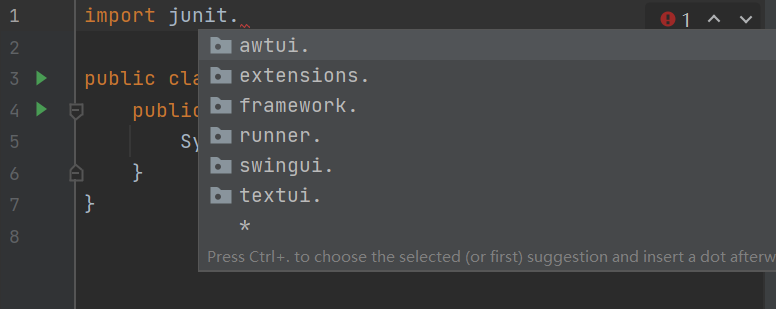 1 import junit.
1
2
awtui.
3 public cla
extensions.
4 public
framework.
5 Sy
runner.
6 }
swingui.
7 }
textui.
8
*
Press Ctrl+. to choose the selected (or first) suggestion and insert a dot afterw